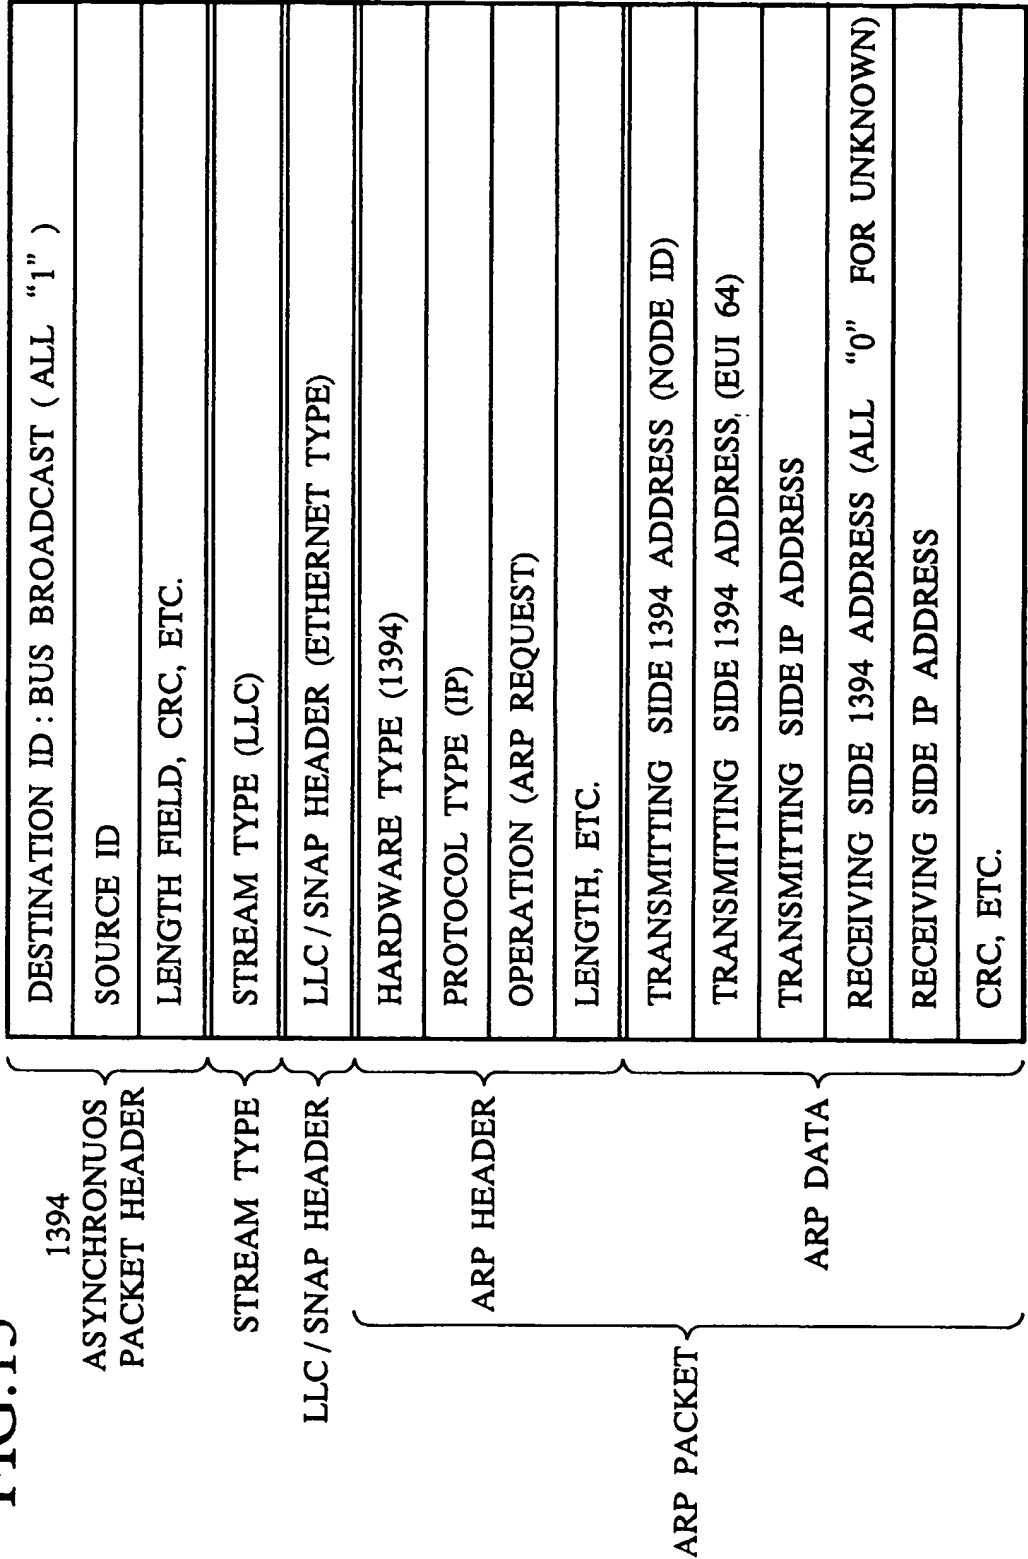 FIG.15
1394
ASYNCHRONUOS
PACKET HEADER
DESTINATION ID : BUS BROADCAST ( ALL "1" )
SOURCE ID
LENGTH FIELD, CRC, ETC.
STREAM TYPE
STREAM TYPE (LLC)
LLC / SNAP HEADER
LLC / SNAP HEADER (ETHERNET TYPE)
ARP PACKET
ARP HEADER
HARDWARE TYPE (1394)
PROTOCOL TYPE (IP)
OPERATION (ARP REQUEST)
LENGTH, ETC.
ARP DATA
TRANSMITTING SIDE 1394 ADDRESS (NODE ID)
TRANSMITTING SIDE 1394 ADDRESS (EUI 64)
TRANSMITTING SIDE IP ADDRESS
RECEIVING SIDE 1394 ADDRESS (ALL "0" FOR UNKNOWN)
RECEIVING SIDE IP ADDRESS
CRC, ETC.